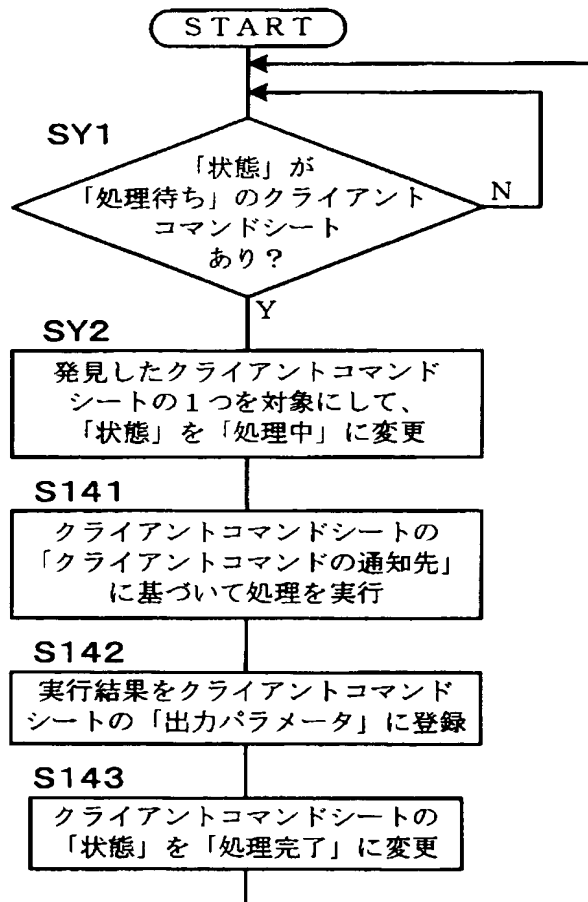 START
SY1
「状態」が
「処理待ち」のクライアント
コマンドシート
あり？
N
Y
SY2
発見したクライアントコマンド
シートの１つを対象にして、
「状態」を「処理中」に変更
S141
クライアントコマンドシートの
「クライアントコマンドの通知先」
に基づいて処理を実行
S142
実行結果をクライアントコマンド
シートの「出力パラメータ」に登録
S143
クライアントコマンドシートの
「状態」を「処理完了」に変更